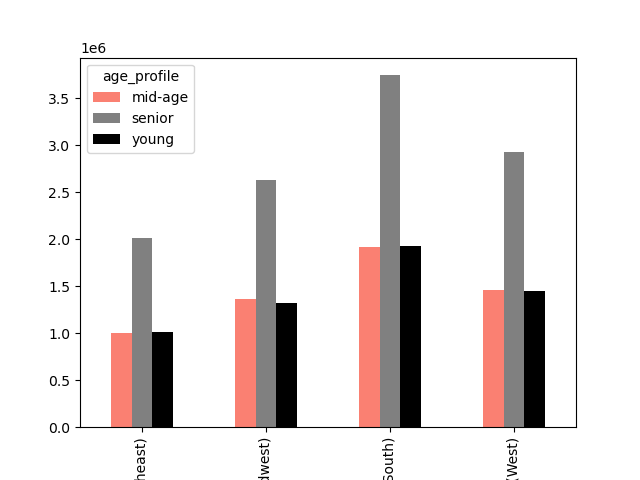 1e6
age_profile
mid-age
senior
young
3.5
3.0
2.5
2.0
1.5
1.0
0.5
0.0
heast)
dwest)
South)
(West)